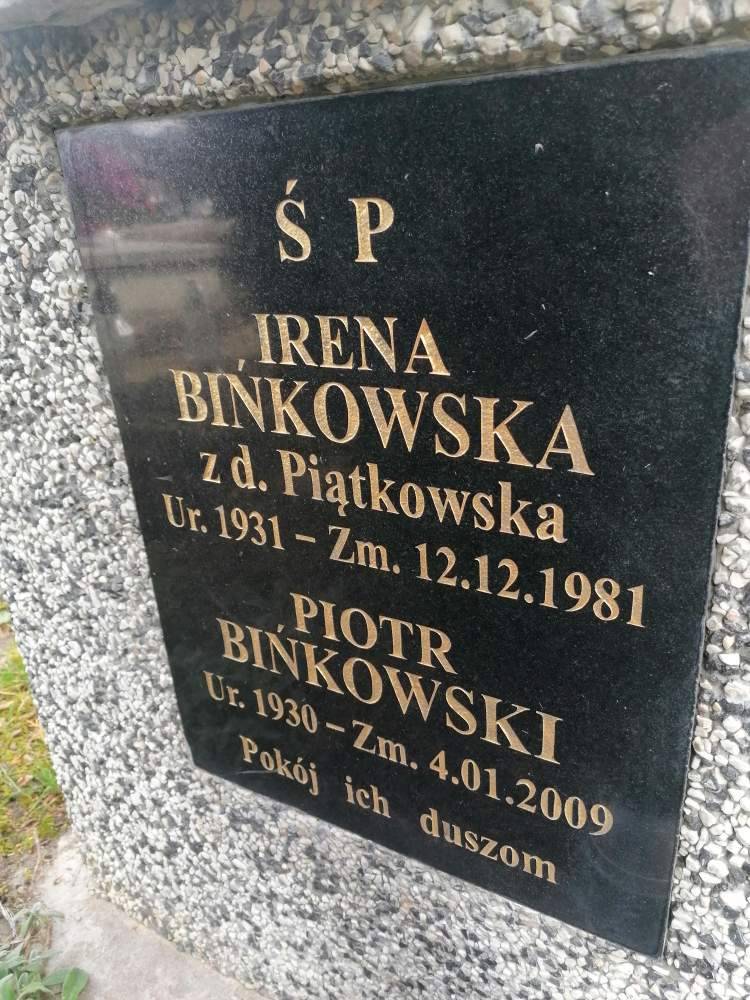 Ś P
IRENA
BIŃKOWSKA
z d. Piątkowska
Ur. 1931 – Zm. 12.12.1981
PIOTR
BIŃKOWSKI
Ur. 1930 – Zm. 4.01.2009
Pokój ich duszom